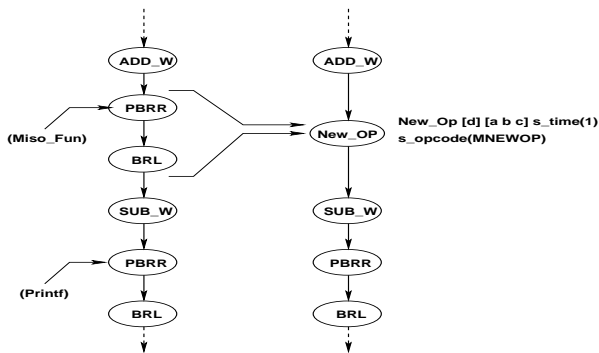 ADD_W
PBRR
(Miso_Fun)
BRL
SUB_W
PBRR
(Printf)
BRL
ADD_W
New_OP
New_Op [d] [a b c] s_time(1)
s_opcode(MNEWOP)
SUB_W
PBRR
BRL